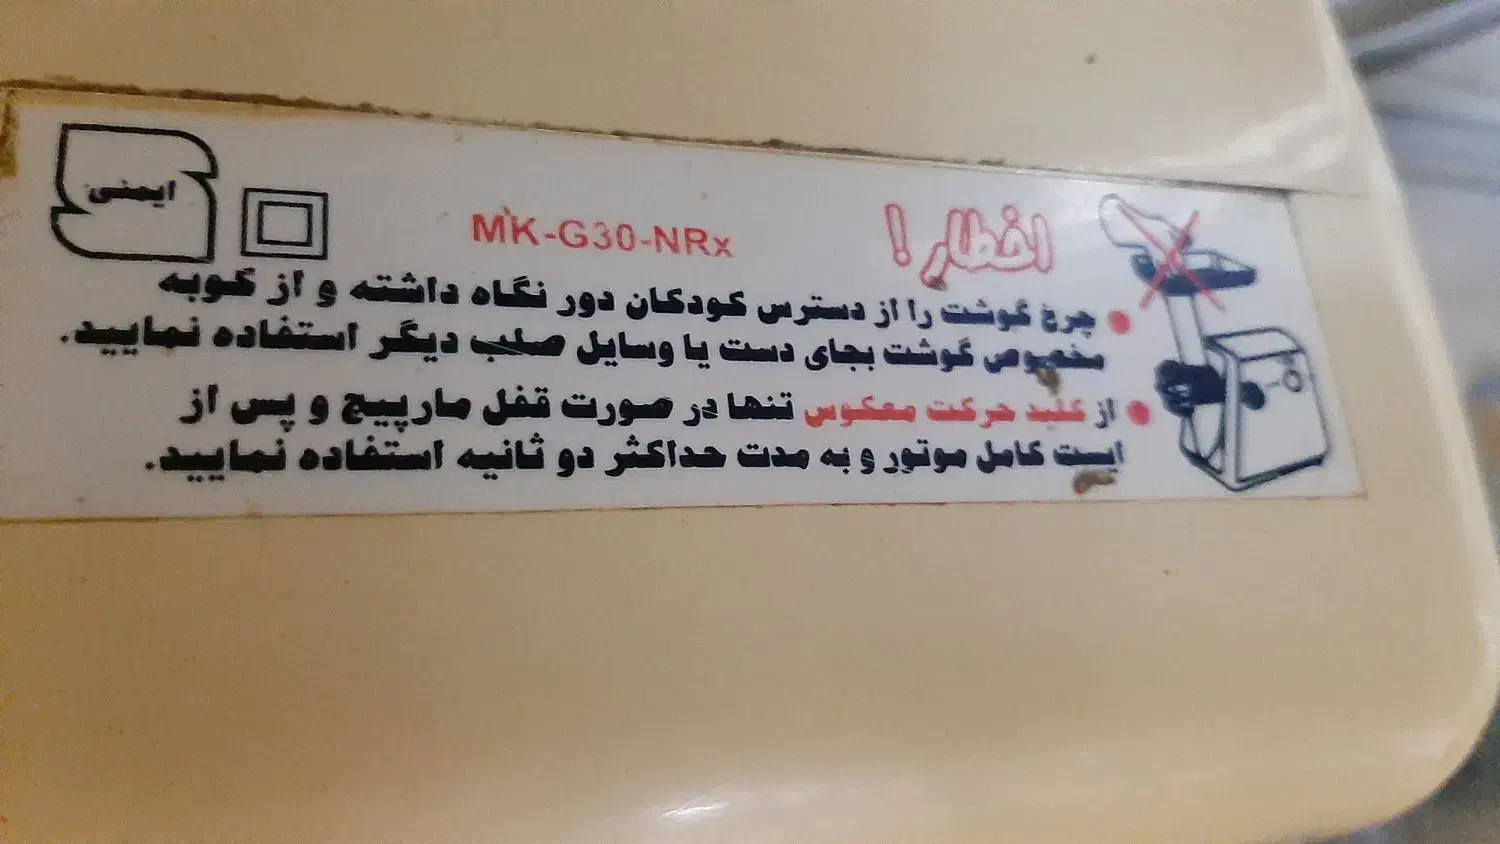 ایمنی
MK-G30-NRx
اخطار!
● چرخ گوشت را از دسترس کودکان دور نگاه داشته و از کوبه
مخصوص گوشت بجای دست یا وسایل صلب دیگر استفاده نمایید.
● از کلید حرکت معکوس تنها در صورت قفل مارپیچ و پس از
ایست کامل موتور و به مدت حداکثر دو ثانیه استفاده نمایید.